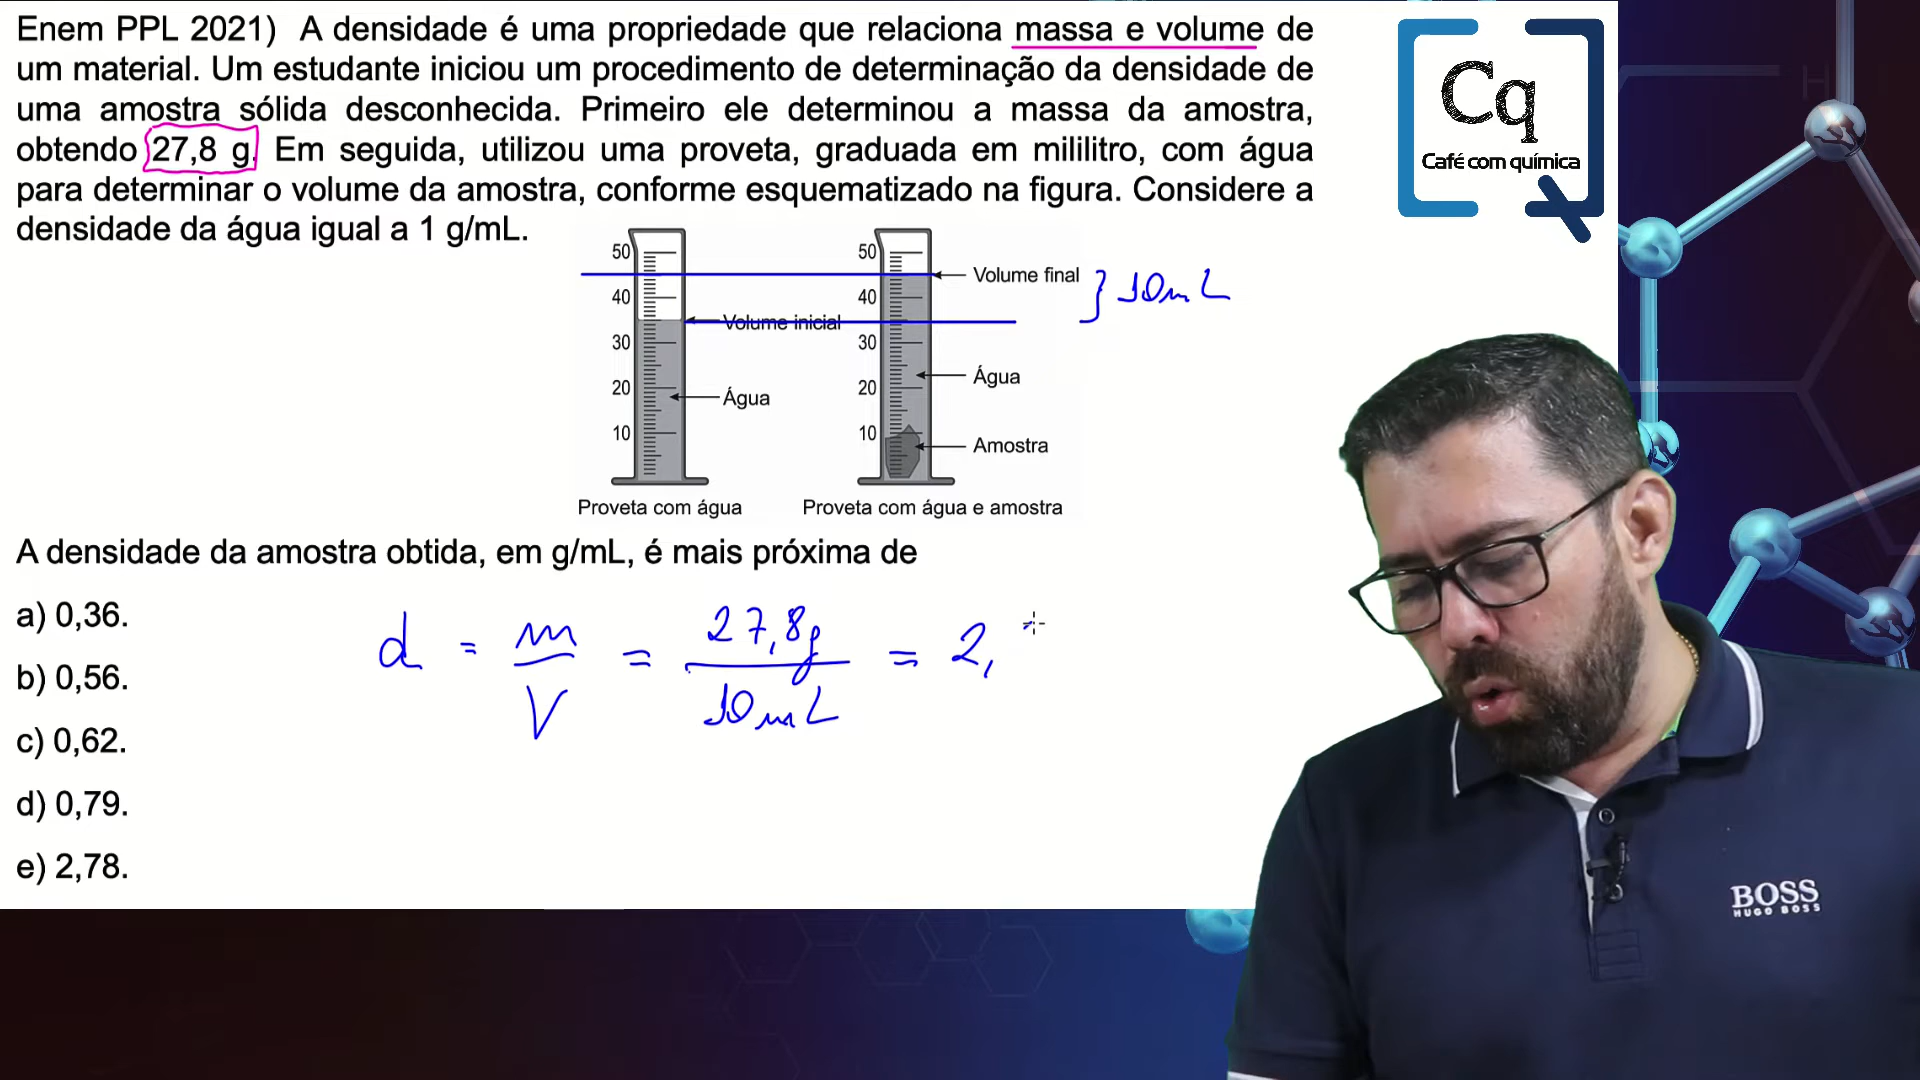 Enem PPL 2021) A densidade é uma propriedade que relaciona massa e volume de
um material. Um estudante iniciou um procedimento de determinação da densidade de
uma amostra sólida desconhecida. Primeiro ele determinou a massa da amostra,
obtendo 27,8 g. Em seguida, utilizou uma proveta, graduada em mililitro, com água
para determinar o volume da amostra, conforme esquematizado na figura. Considere a
densidade da água igual a 1 g/mL.
Cq
Café com química
50
40
30
20
10
Volume inicial
Água
Proveta com água
50
40
30
20
10
Volume final
Água
Amostra
Proveta com água e amostra
} 10mL
A densidade da amostra obtida, em g/mL, é mais próxima de
a) 0,36.
b) 0,56.
c) 0,62.
d) 0,79.
e) 2,78.
d = m/V = 27,8g/10mL = 2,
BOSS
HUGO BOSS